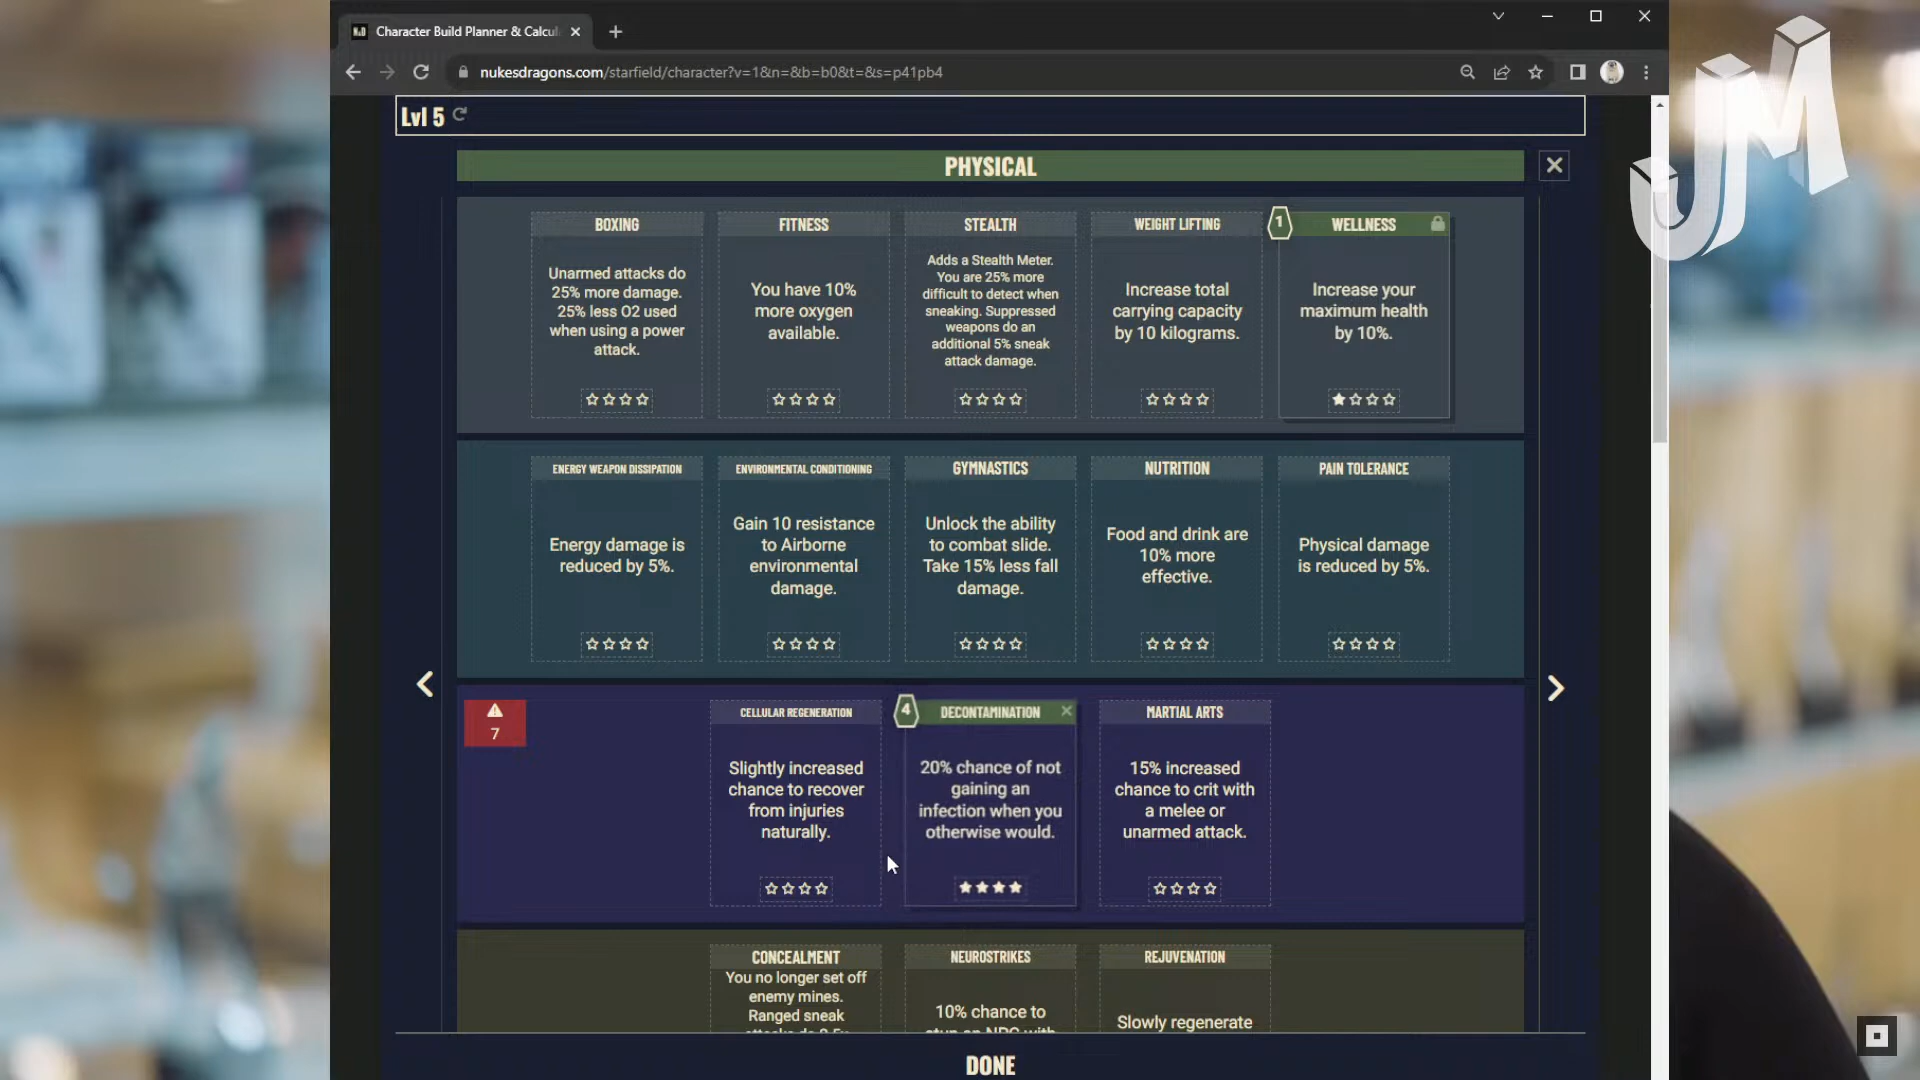 Character Build Planner & Calcul
nukesdragons.com/starfield/character?v=1&n=&b=b0&t=&s=p41pb4
JM
Lvl 5
PHYSICAL
BOXING
Unarmed attacks do
25% more damage.
25% less O2 used
when using a power
attack.
FITNESS
You have 10%
more oxygen
available.
STEALTH
Adds a Stealth Meter.
You are 25% more
difficult to detect when
sneaking. Suppressed
weapons do an
additional 5% sneak
attack damage.
WEIGHT LIFTING
Increase total
carrying capacity
by 10 kilograms.
1
WELLNESS
Increase your
maximum health
by 10%.
ENERGY WEAPON DISSIPATION
Energy damage is
reduced by 5%.
ENVIRONMENTAL CONDITIONING
Gain 10 resistance
to Airborne
environmental
damage.
GYMNASTICS
Unlock the ability
to combat slide.
Take 15% less fall
damage.
NUTRITION
Food and drink are
10% more
effective.
PAIN TOLERANCE
Physical damage
is reduced by 5%.
7
CELLULAR REGENERATION
Slightly increased
chance to recover
from injuries
naturally.
4
DECONTAMINATION
20% chance of not
gaining an
infection when you
otherwise would.
MARTIAL ARTS
15% increased
chance to crit with
a melee or
unarmed attack.
CONCEALMENT
You no longer set off
enemy mines.
Ranged sneak
NEUROSTRIKES
10% chance to
REJUVENATION
Slowly regenerate
DONE